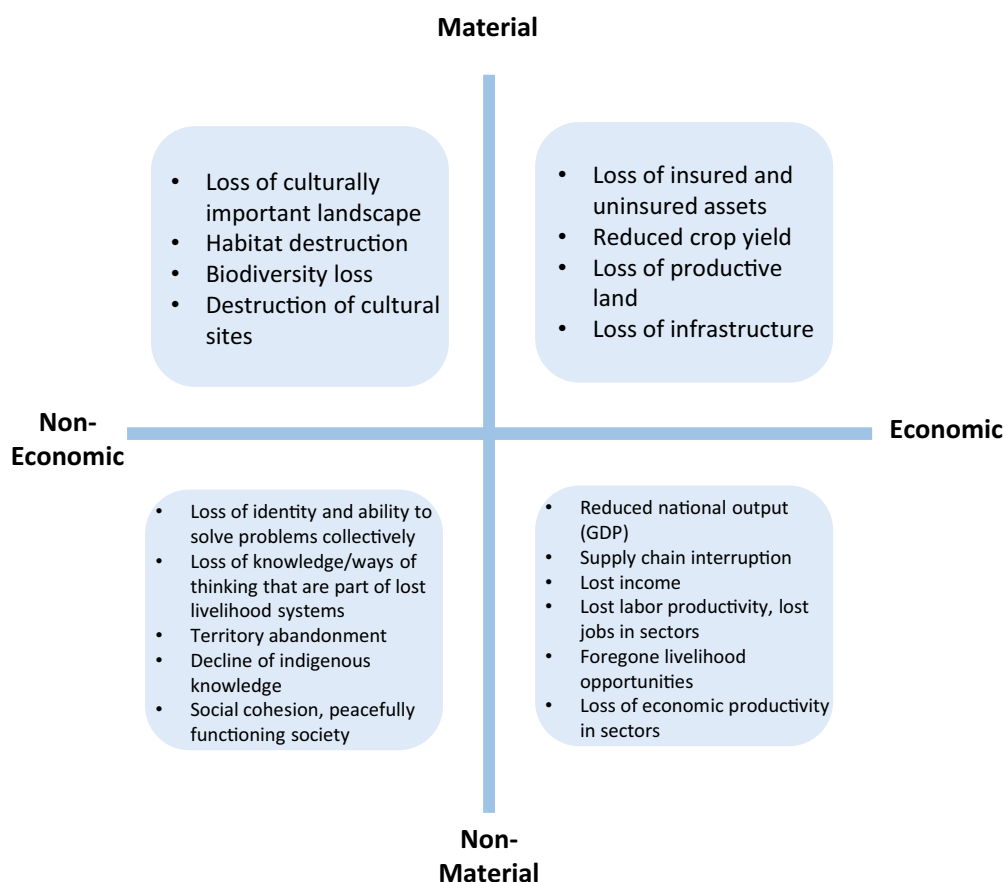 Material
• Loss of culturally
important landscape
• Habitat destruction
• Biodiversity loss
• Destruction of cultural
sites
• Loss of insured and
uninsured assets
• Reduced crop yield
• Loss of productive
land
• Loss of infrastructure
Non-
Economic
Economic
• Loss of identity and ability to
solve problems collectively
• Loss of knowledge/ways of
thinking that are part of lost
livelihood systems
• Territory abandonment
• Decline of indigenous
knowledge
• Social cohesion, peacefully
functioning society
• Reduced national output
(GDP)
• Supply chain interruption
• Lost income
• Lost labor productivity, lost
jobs in sectors
• Foregone livelihood
opportunities
• Loss of economic productivity
in sectors
Non-
Material